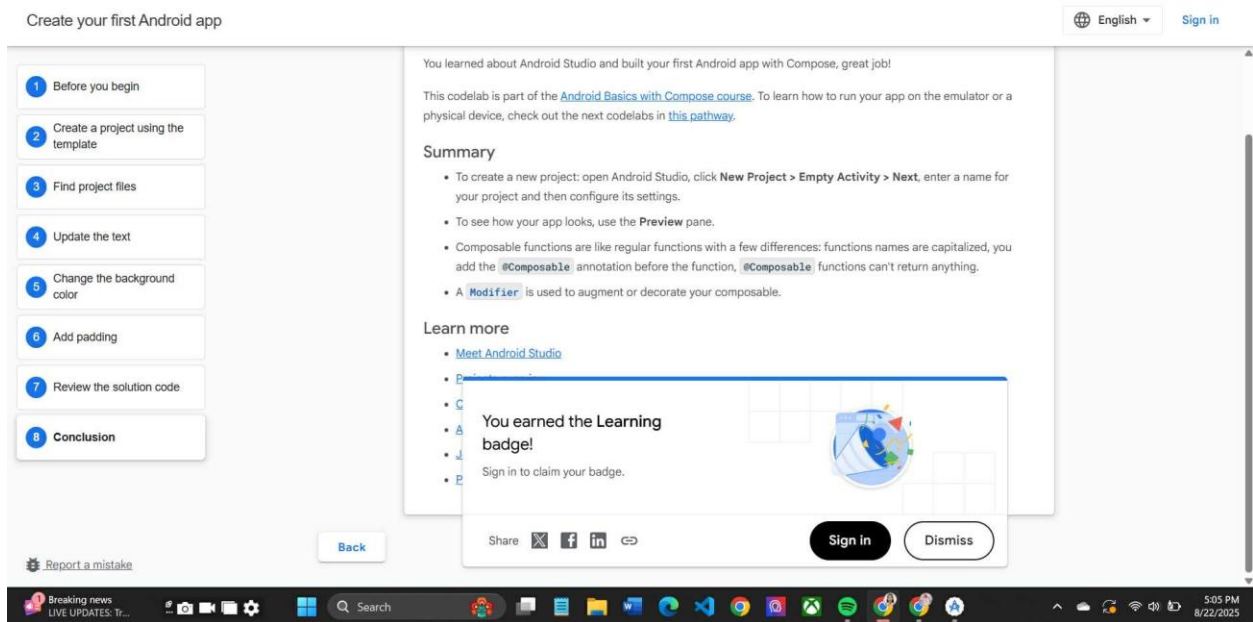 Create your first Android app
English
Sign in
1 Before you begin
2 Create a project using the
template
3 Find project files
4 Update the text
5 Change the background
color
6 Add padding
7 Review the solution code
8 Conclusion
You learned about Android Studio and built your first Android app with Compose, great job!
This codelab is part of the Android Basics with Compose course. To learn how to run your app on the emulator or a
physical device, check out the next codelabs in this pathway.
Summary
• To create a new project: open Android Studio, click New Project > Empty Activity > Next, enter a name for
your project and then configure its settings.
• To see how your app looks, use the Preview pane.
• Composable functions are like regular functions with a few differences: functions names are capitalized, you
add the @Composable annotation before the function, @Composable functions can't return anything.
• A Modifier is used to augment or decorate your composable.
Learn more
• Meet Android Studio
You earned the Learning
badge!
Sign in to claim your badge.
Share
Sign in
Dismiss
Back
Report a mistake
1 Breaking news
LIVE UPDATES: Tr...
Search
5:05 PM
8/22/2025